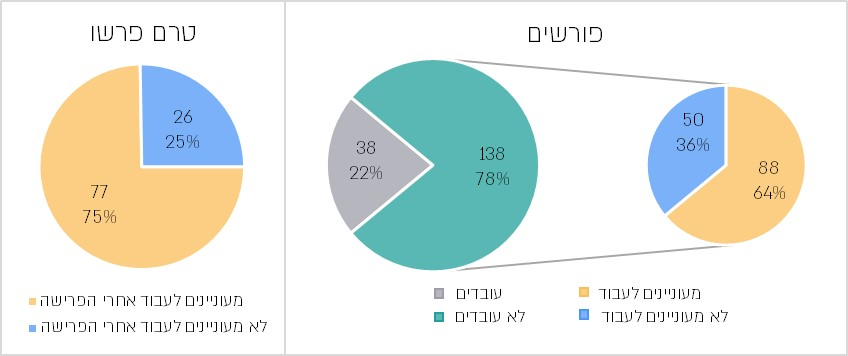 טרם פרשו
26
25%
77
75%
מעוניינים לעבוד אחרי הפרישה
לא מעוניינים לעבוד אחרי הפרישה
פורשים
38
22%
138
78%
50
36%
88
64%
עובדים
לא עובדים
מעוניינים לעבוד
לא מעוניינים לעבוד